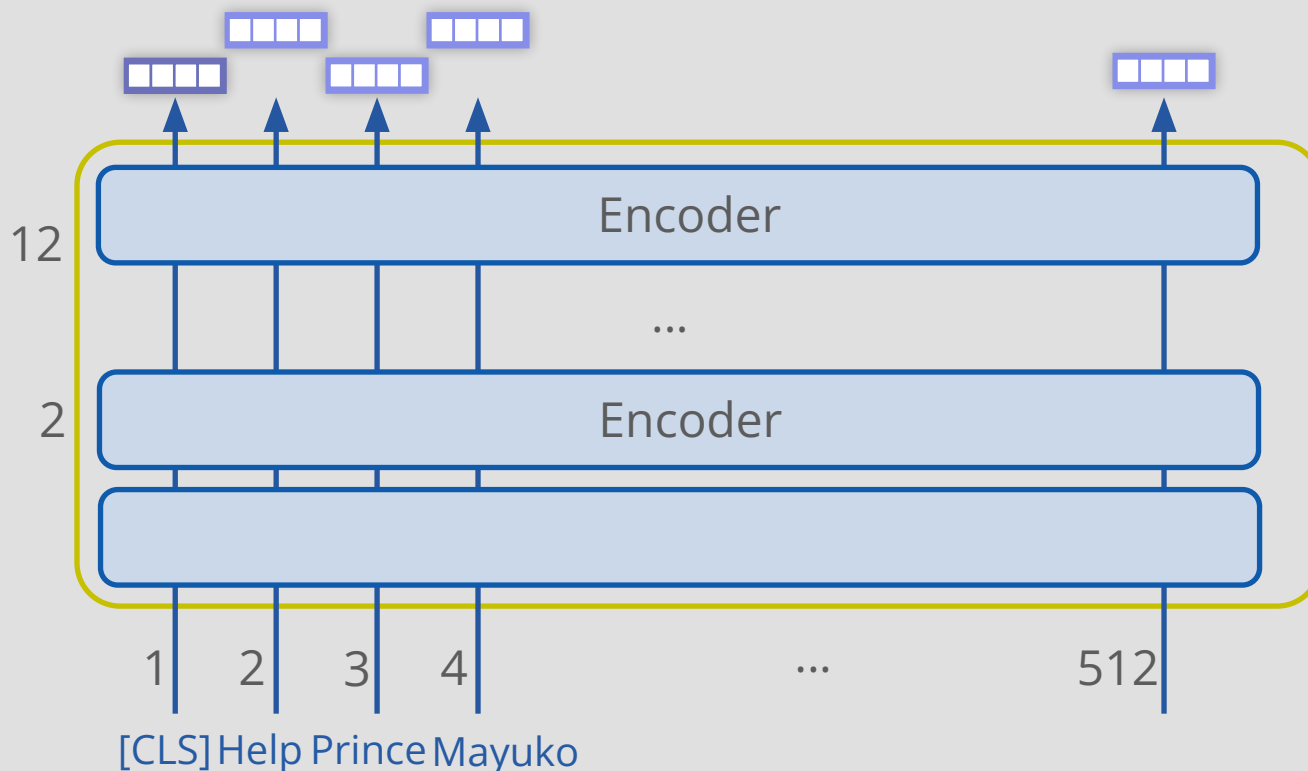 Encoder
12
...
2
Encoder
1 2 3 4 ... 512
[CLS] Help Prince Mayuko